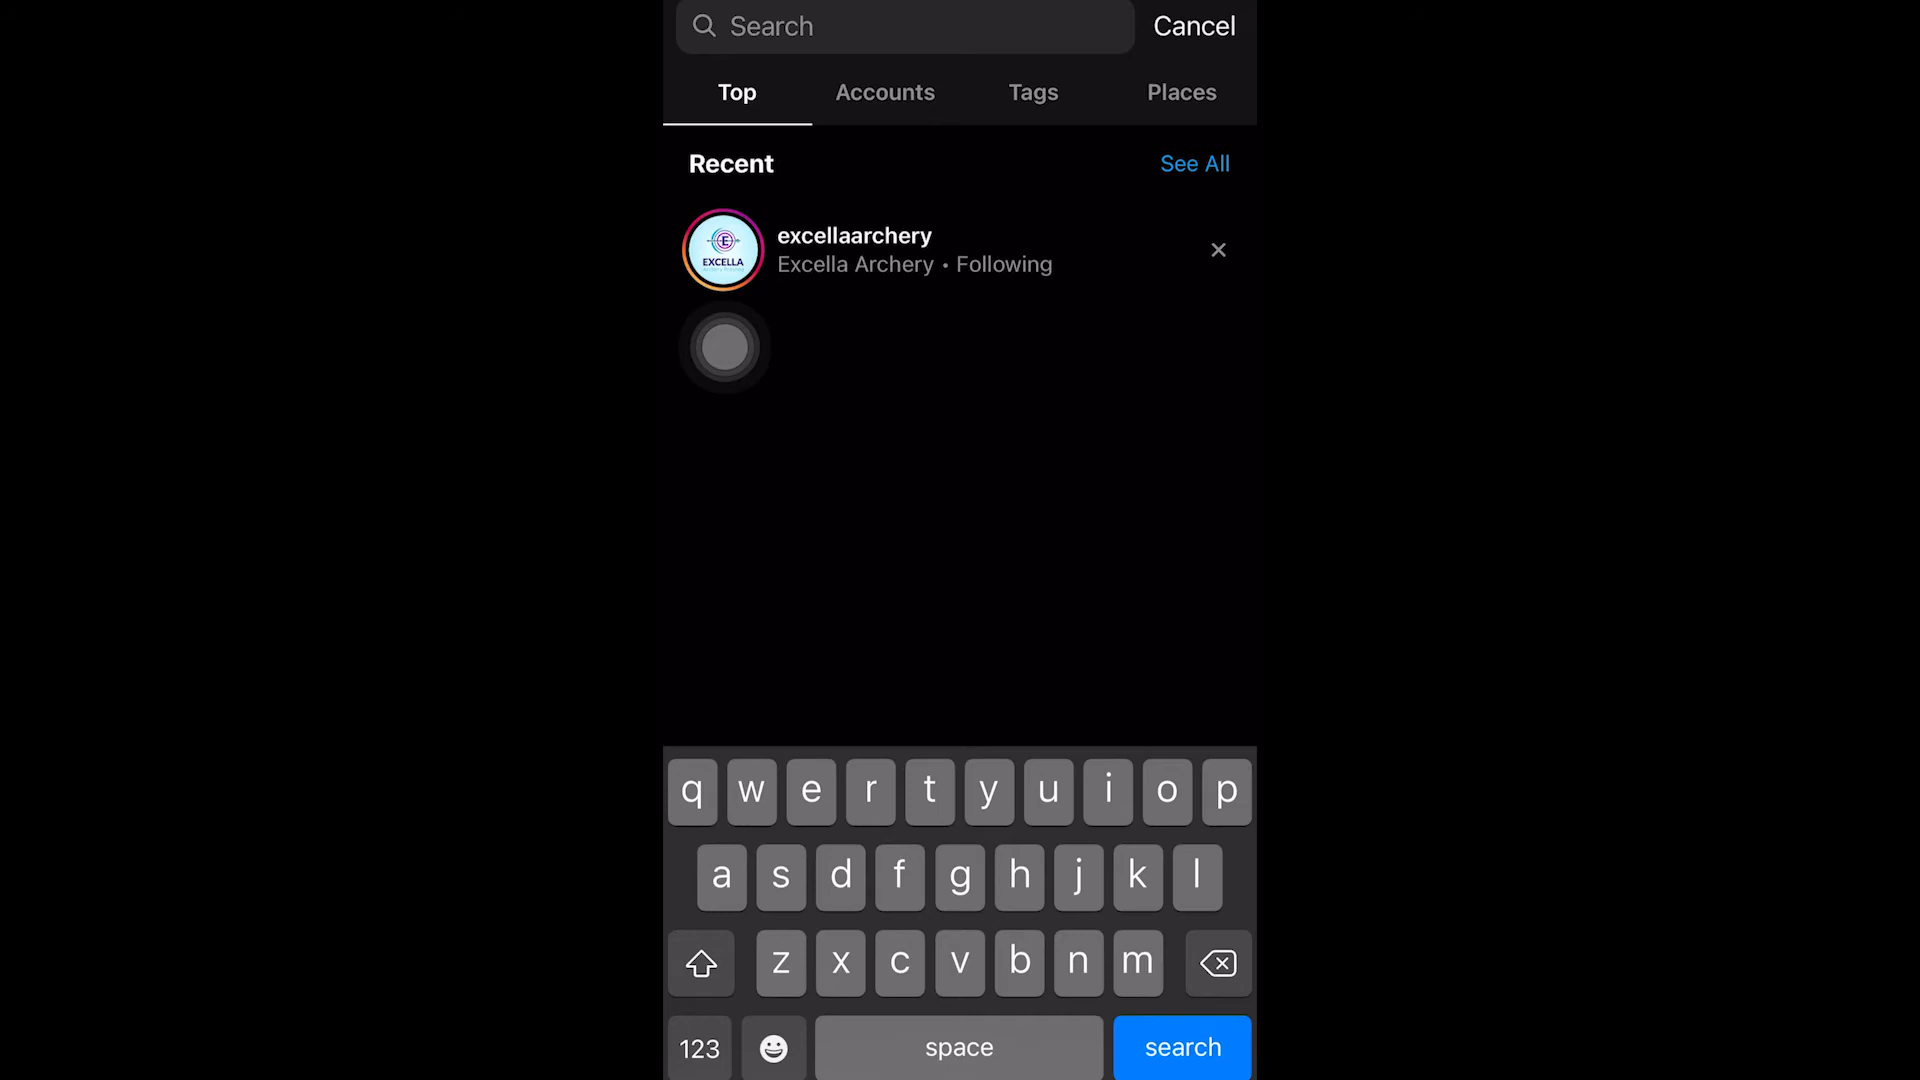 Search
Cancel
Top
Accounts
Tags
Places
Recent
See All
E
EXCELLA
excellaarchery
Excella Archery • Following
q w e r t y u i o p
a s d f g h j k l
z x c v b n m
123
space
search